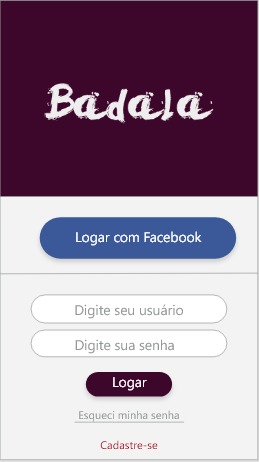 Badala
Logar com Facebook
Digite seu usuário
Digite sua senha
Logar
Esqueci minha senha
Cadastre-se